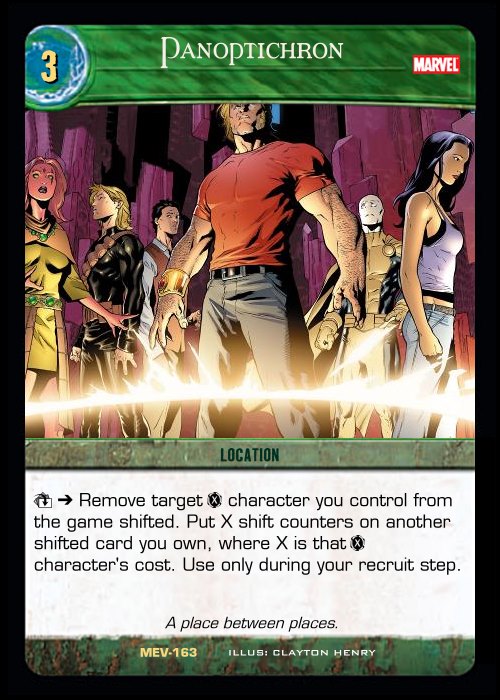 3
PANOPTICHRON
MARVEL
LOCATION
➔ Remove target X character you control from
the game shifted. Put X shift counters on another
shifted card you own, where X is that X
character's cost. Use only during your recruit step.
A place between places.
MEV-163 ILLUS: CLAYTON HENRY